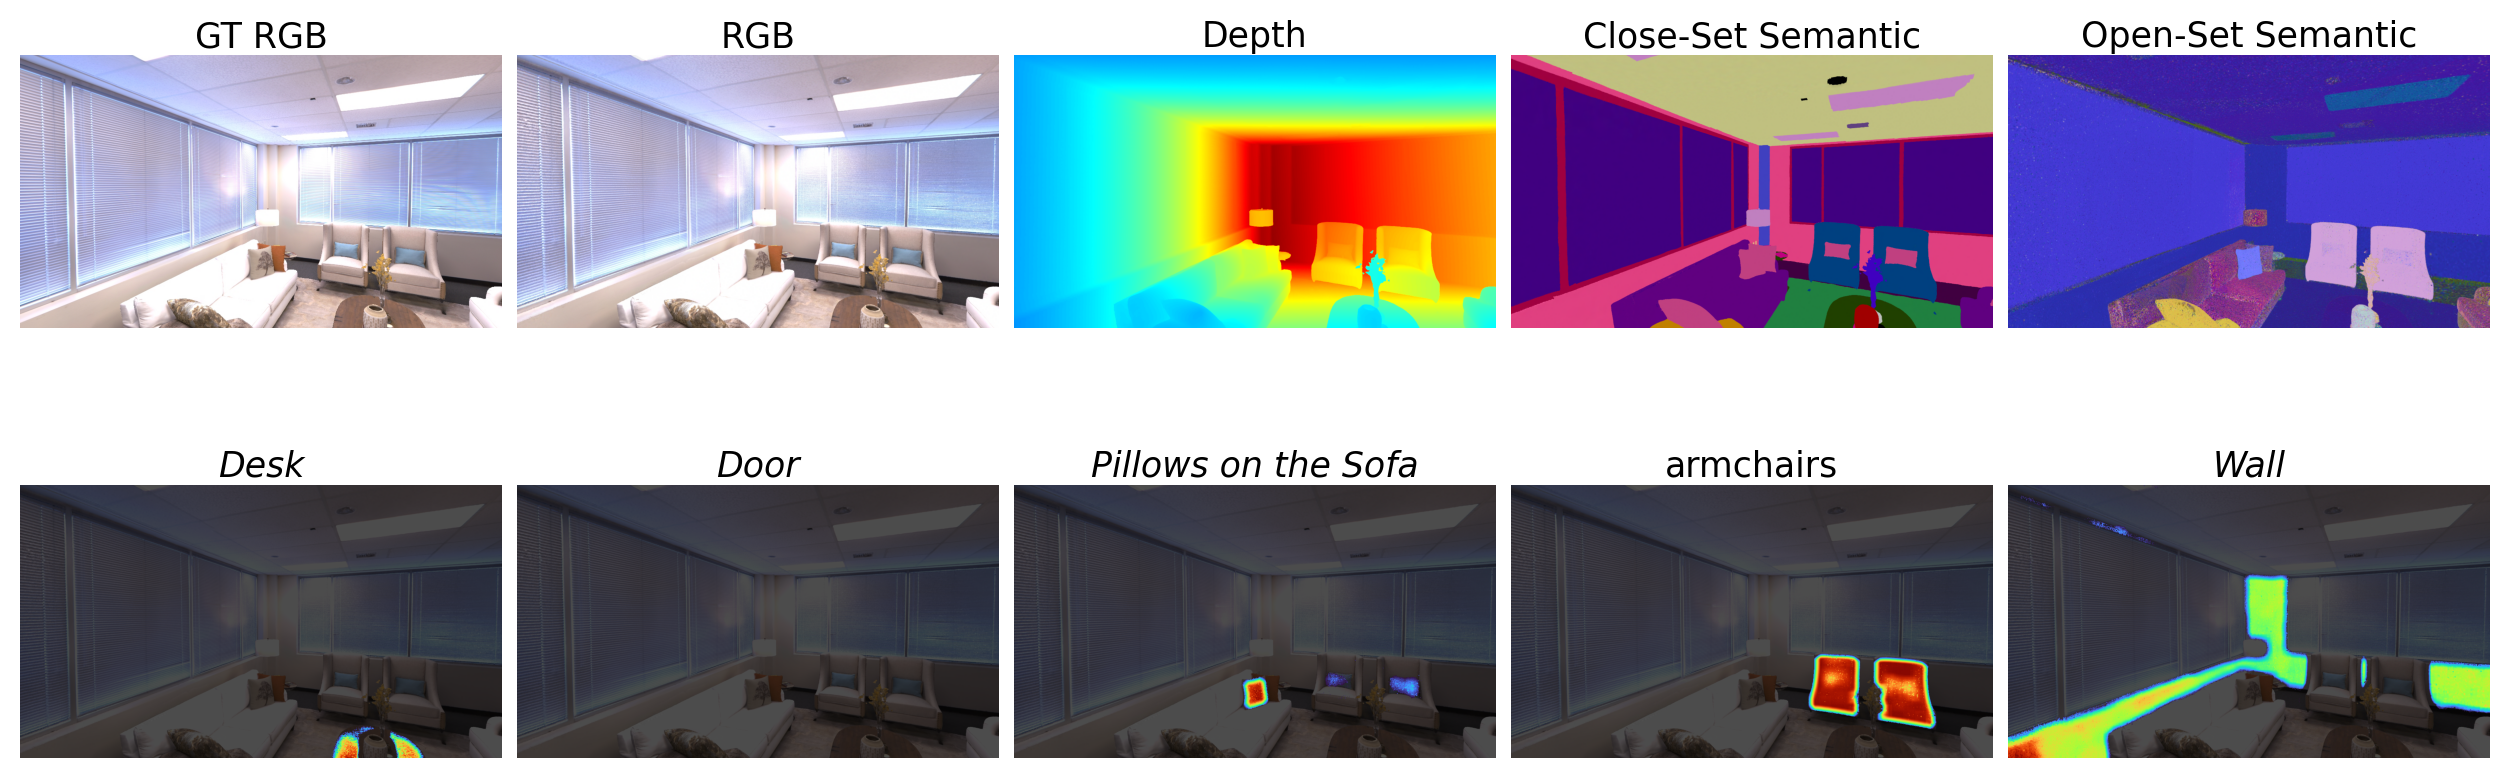 GT RGB
RGB
Depth
Close-Set Semantic
Open-Set Semantic
Desk
Door
Pillows on the Sofa
armchairs
Wall